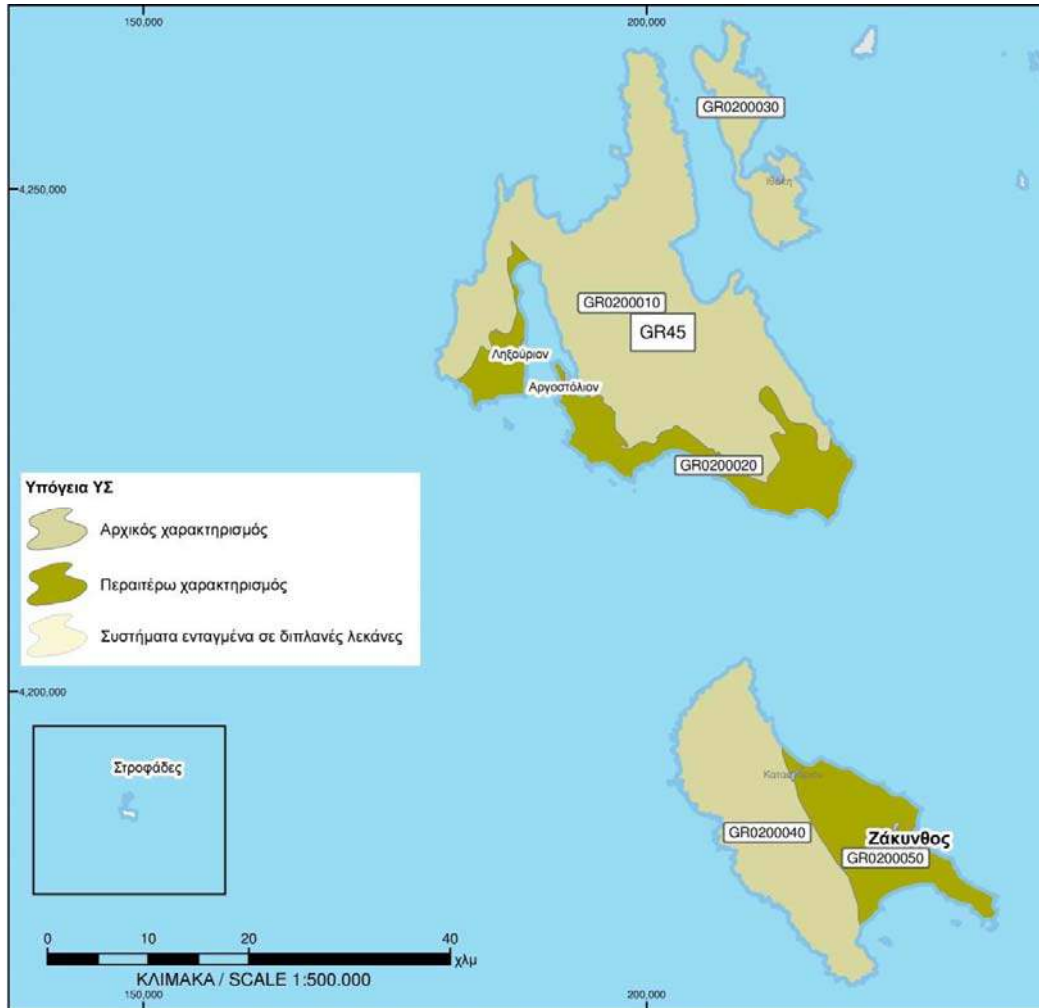 150,000
200,000
GR0200030
4,250,000
Ιθάκη
GR0200010
GR45
Ληξούριον
Αργοστόλιον
GR0200020
Υπόγεια ΥΣ
Αρχικός χαρακτηρισμός
Περαιτέρω χαρακτηρισμός
Συστήματα ενταγμένα σε διπλανές λεκάνες
4,200,000
Στροφάδες
GR0200040
Ζάκυνθος
GR0200050
0 10 20 40
χλμ
ΚΛΙΜΑΚΑ / SCALE 1:500.000
150,000
200,000